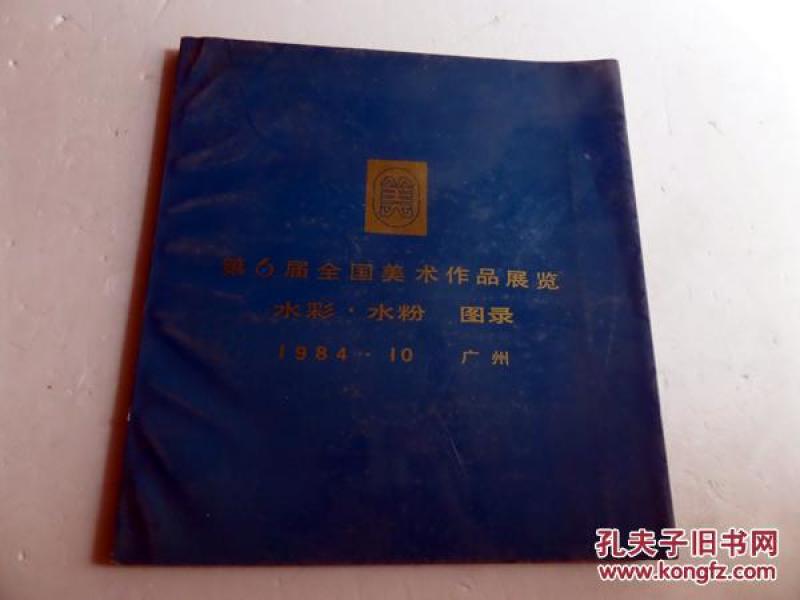 美
第6届全国美术作品展览
水彩·水粉 图录
1984-10 广州
孔夫子旧书网
www.kongfz.com